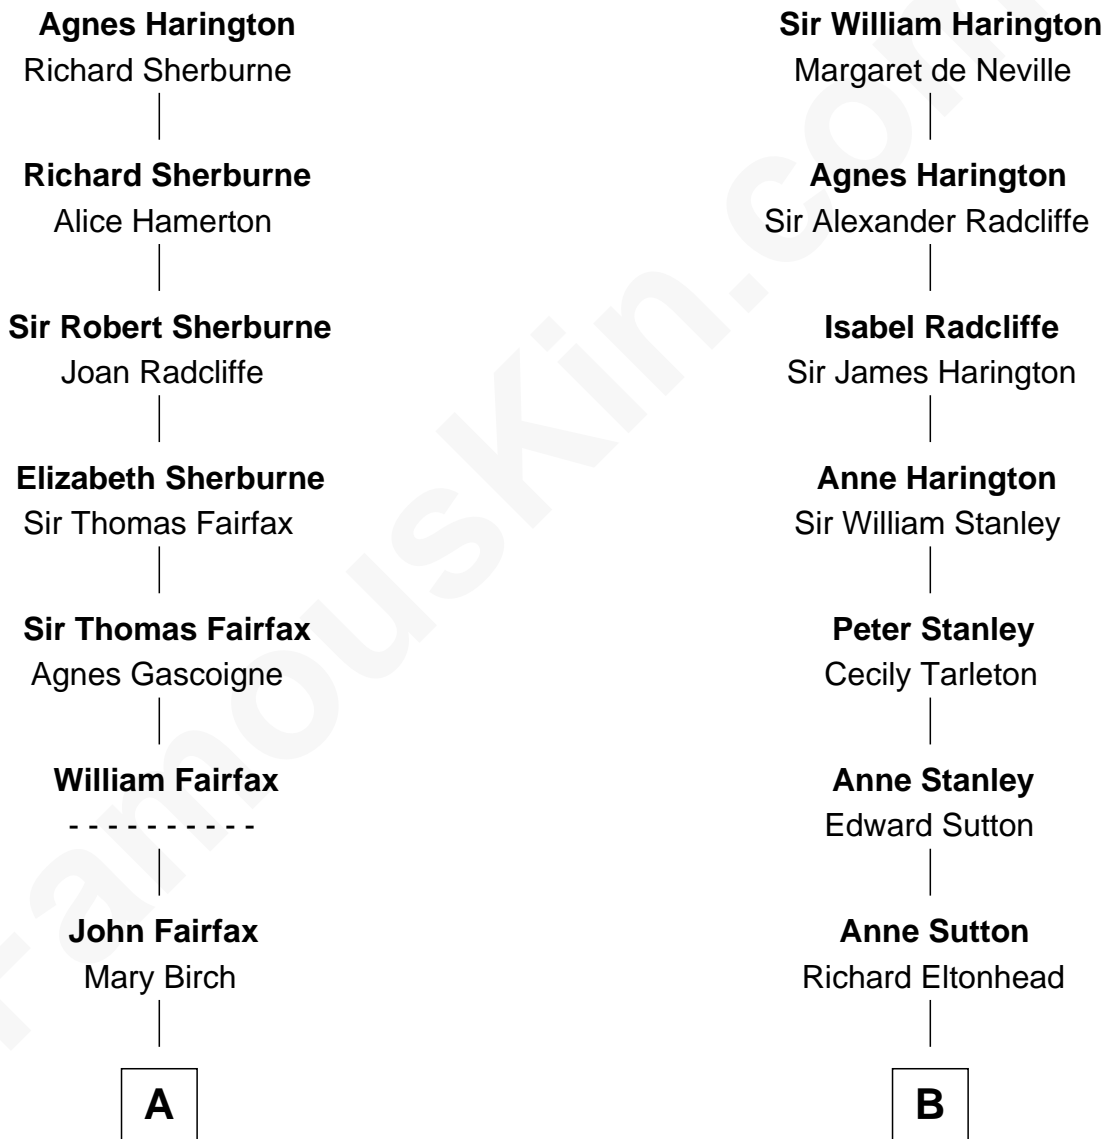 Agnes Harington
Richard Sherburne
Richard Sherburne
Alice Hamerton
Sir Robert Sherburne
Joan Radcliffe
Elizabeth Sherburne
Sir Thomas Fairfax
Sir Thomas Fairfax
Agnes Gascoigne
William Fairfax
- - - - - - - - - -
John Fairfax
Mary Birch
A
Sir William Harington
Margaret de Neville
Agnes Harington
Sir Alexander Radcliffe
Isabel Radcliffe
Sir James Harington
Anne Harington
Sir William Stanley
Peter Stanley
Cecily Tarleton
Anne Stanley
Edward Sutton
Anne Sutton
Richard Eltonhead
B
FamousKin.com